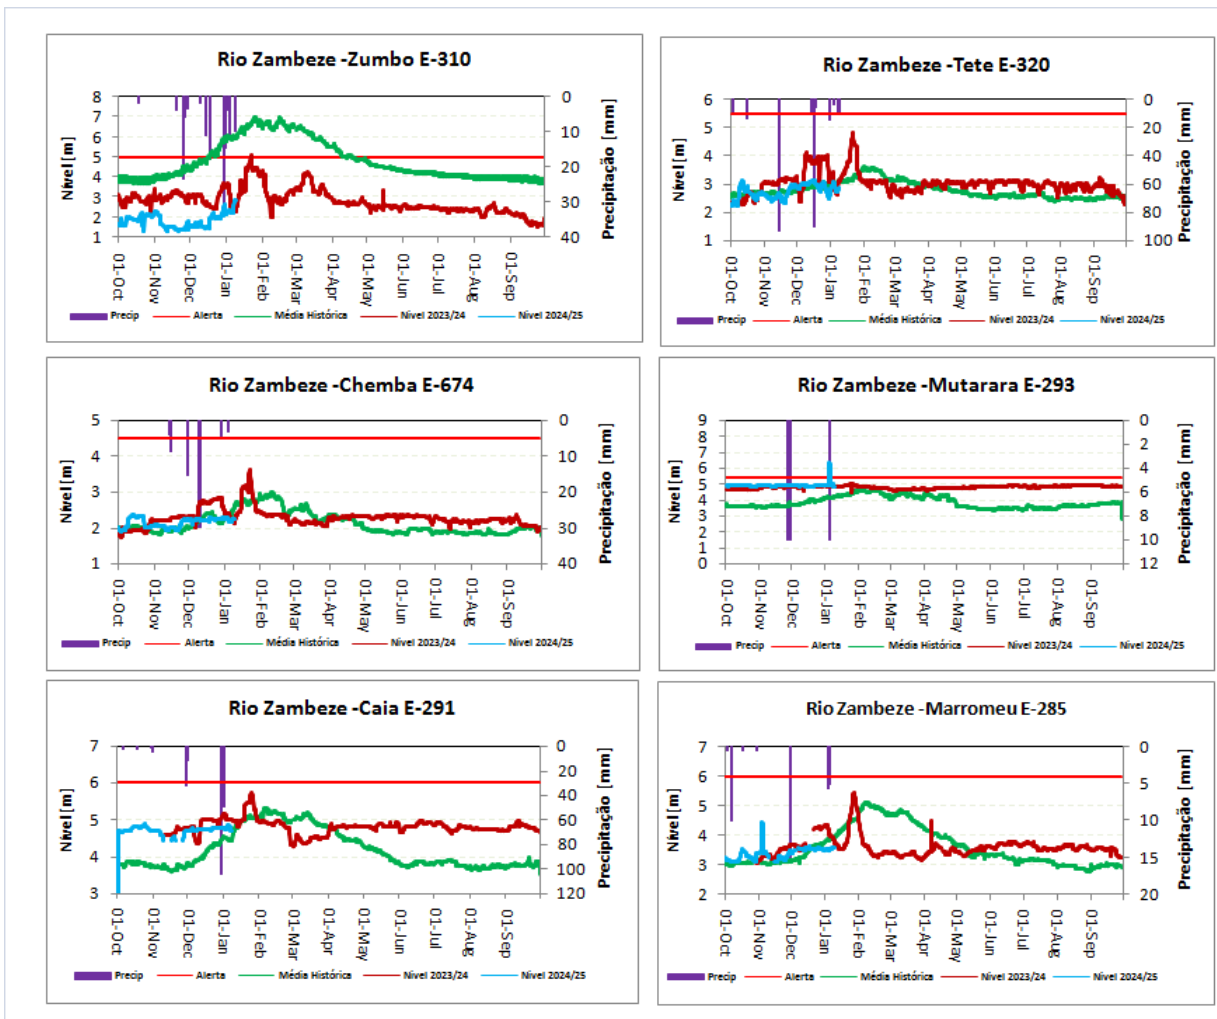 Rio Zambeze -Zumbo E-310
Nível [m]
8
7
6
5
4
3
2
1
0
10
20
30
40
Precipitação [mm]
01-Oct
01-Nov
01-Dec
01-Jan
01-Feb
01-Mar
01-Apr
01-May
01-Jun
01-Jul
01-Aug
01-Sep
Precip Alerta Média Histórica Nivel 2023/24 Nivel 2024/25
Rio Zambeze -Tete E-320
Nível [m]
6
5
4
3
2
1
0
20
40
60
80
100
Precipitação [mm]
01-Oct
01-Nov
01-Dec
01-Jan
01-Feb
01-Mar
01-Apr
01-May
01-Jun
01-Jul
01-Aug
01-Sep
Precip Alerta Média Histórica Nivel 2023/24 Nivel 2024/25
Rio Zambeze -Chemba E-674
Nível [m]
5
4
3
2
1
0
10
20
30
40
Precipitação [mm]
01-Oct
01-Nov
01-Dec
01-Jan
01-Feb
01-Mar
01-Apr
01-May
01-Jun
01-Jul
01-Aug
01-Sep
Precip Alerta Média Histórica Nivel 2023/24 Nivel 2024/25
Rio Zambeze -Mutarara E-293
Nível [m]
9
8
7
6
5
4
3
2
1
0
0
2
4
6
8
10
12
Precipitação [mm]
01-Oct
01-Nov
01-Dec
01-Jan
01-Feb
01-Mar
01-Apr
01-May
01-Jun
01-Jul
01-Aug
01-Sep
Precip Alerta Média Histórica Nivel 2023/24 Nivel 2024/25
Rio Zambeze -Caia E-291
Nível [m]
7
6
5
4
3
0
20
40
60
80
100
120
Precipitação [mm]
01-Oct
01-Nov
01-Dec
01-Jan
01-Feb
01-Mar
01-Apr
01-May
01-Jun
01-Jul
01-Aug
01-Sep
Precip Alerta Média Histórica Nivel 2023/24 Nivel 2024/25
Rio Zambeze -Marromeu E-285
Nível [m]
7
6
5
4
3
2
0
5
10
15
20
Precipitação [mm]
01-Oct
01-Nov
01-Dec
01-Jan
01-Feb
01-Mar
01-Apr
01-May
01-Jun
01-Jul
01-Aug
01-Sep
Precip Alerta Média Histórica Nivel 2023/24 Nivel 2024/25